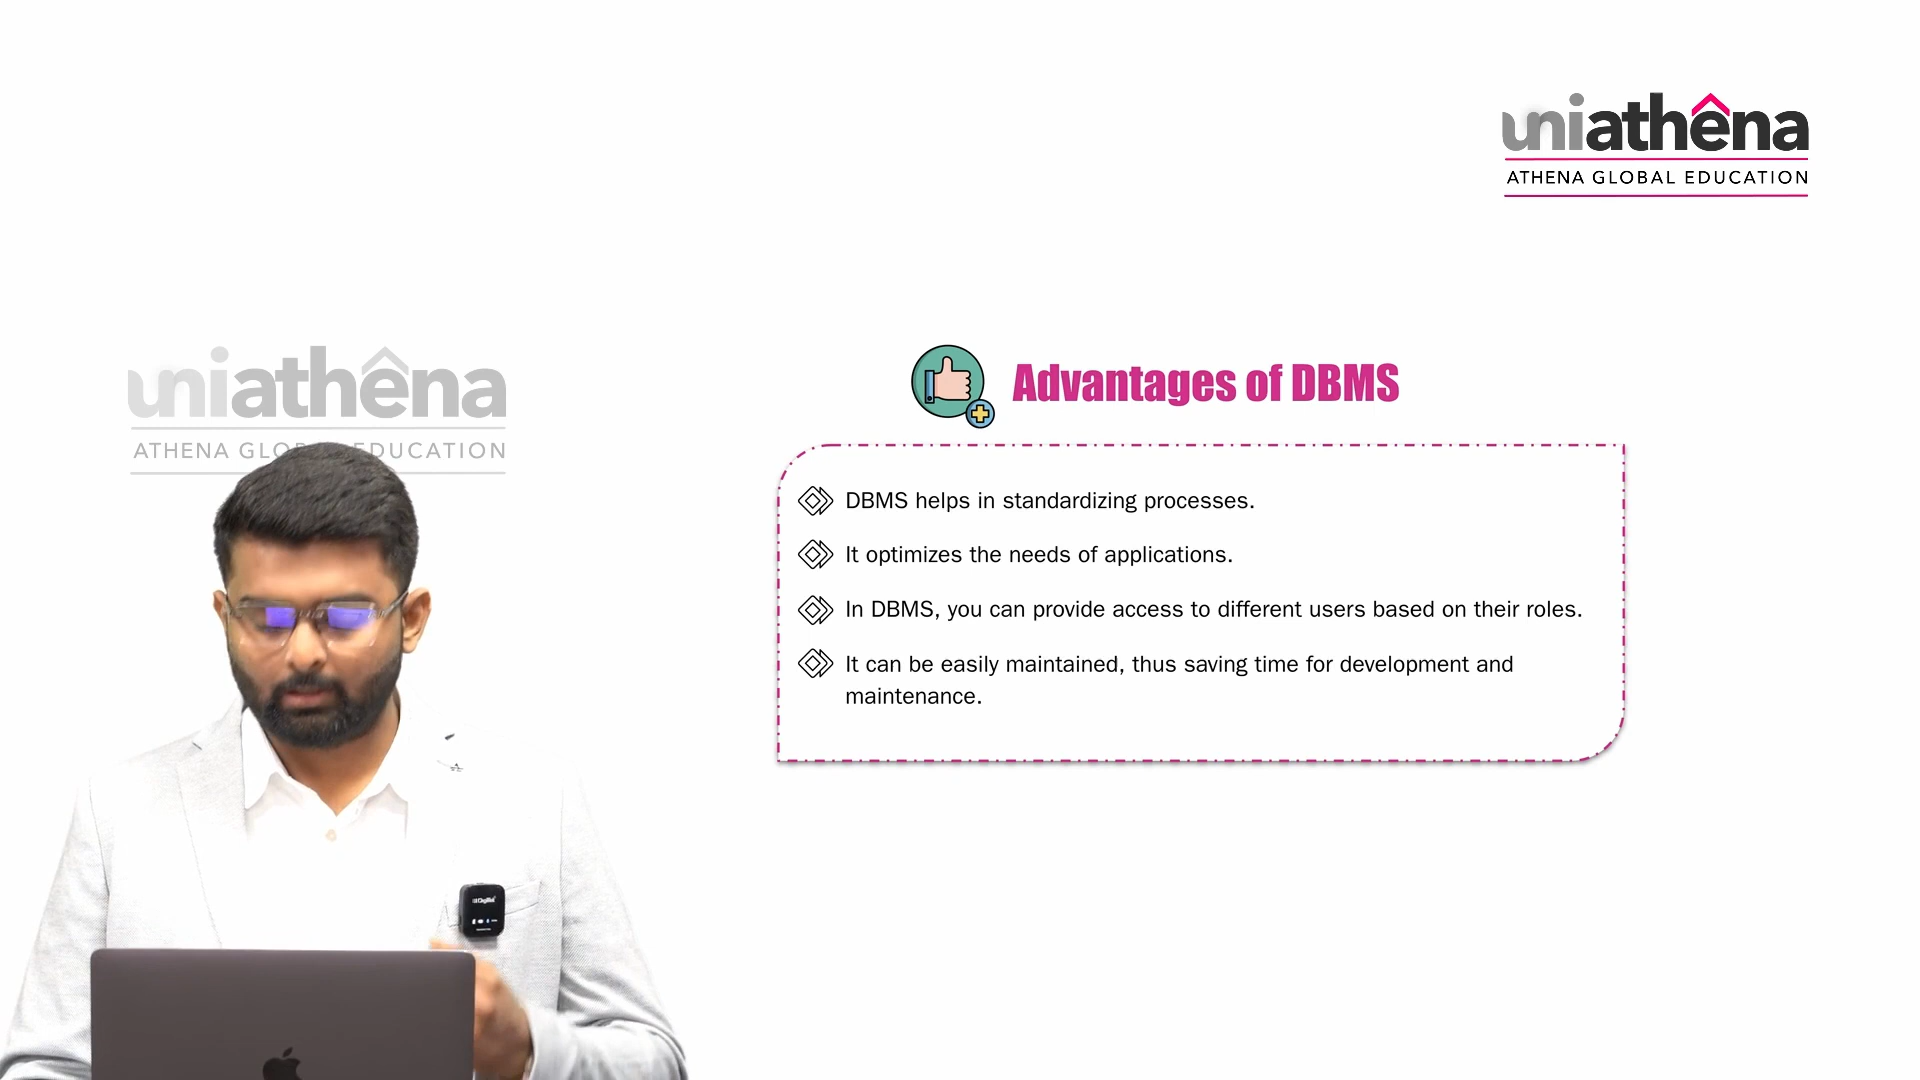 uniathena
ATHENA GLOBAL EDUCATION
uniathena
ATHENA GLOBAL EDUCATION
Advantages of DBMS
DBMS helps in standardizing processes.
It optimizes the needs of applications.
In DBMS, you can provide access to different users based on their roles.
It can be easily maintained, thus saving time for development and
maintenance.